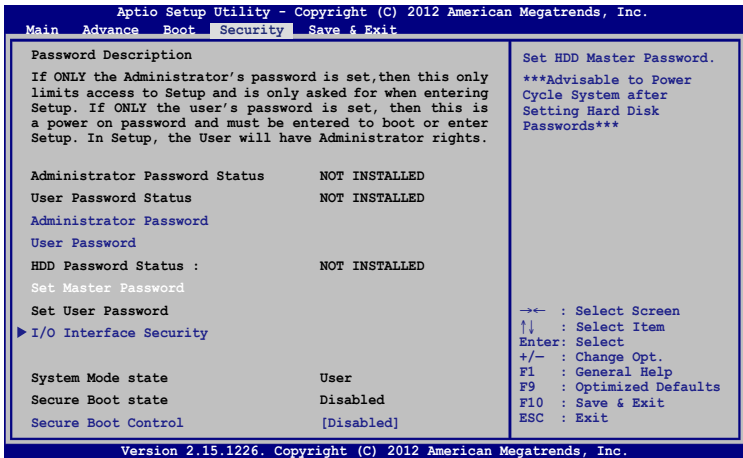 Aptio Setup Utility - Copyright (C) 2012 American Megatrends, Inc.
Main Advance Boot Security Save & Exit
Password Description
If ONLY the Administrator's password is set,then this only
limits access to Setup and is only asked for when entering
Setup. If ONLY the user's password is set, then this is
a power on password and must be entered to boot or enter
Setup. In Setup, the User will have Administrator rights.
Administrator Password Status NOT INSTALLED
User Password Status NOT INSTALLED
Administrator Password
User Password
HDD Password Status : NOT INSTALLED
Set Master Password
Set User Password
I/O Interface Security
System Mode state User
Secure Boot state Disabled
Secure Boot Control [Disabled]
Set HDD Master Password.
***Advisable to Power
Cycle System after
Setting Hard Disk
Passwords***
→← : Select Screen
↑↓ : Select Item
Enter: Select
+/— : Change Opt.
F1 : General Help
F9 : Optimized Defaults
F10 : Save & Exit
ESC : Exit
Version 2.15.1226. Copyright (C) 2012 American Megatrends, Inc.